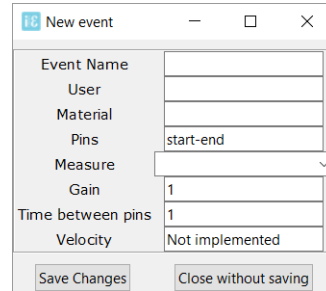 New event
Event Name
User
Material
Pins start-end
Measure
Gain 1
Time between pins 1
Velocity Not implemented
Save Changes Close without saving